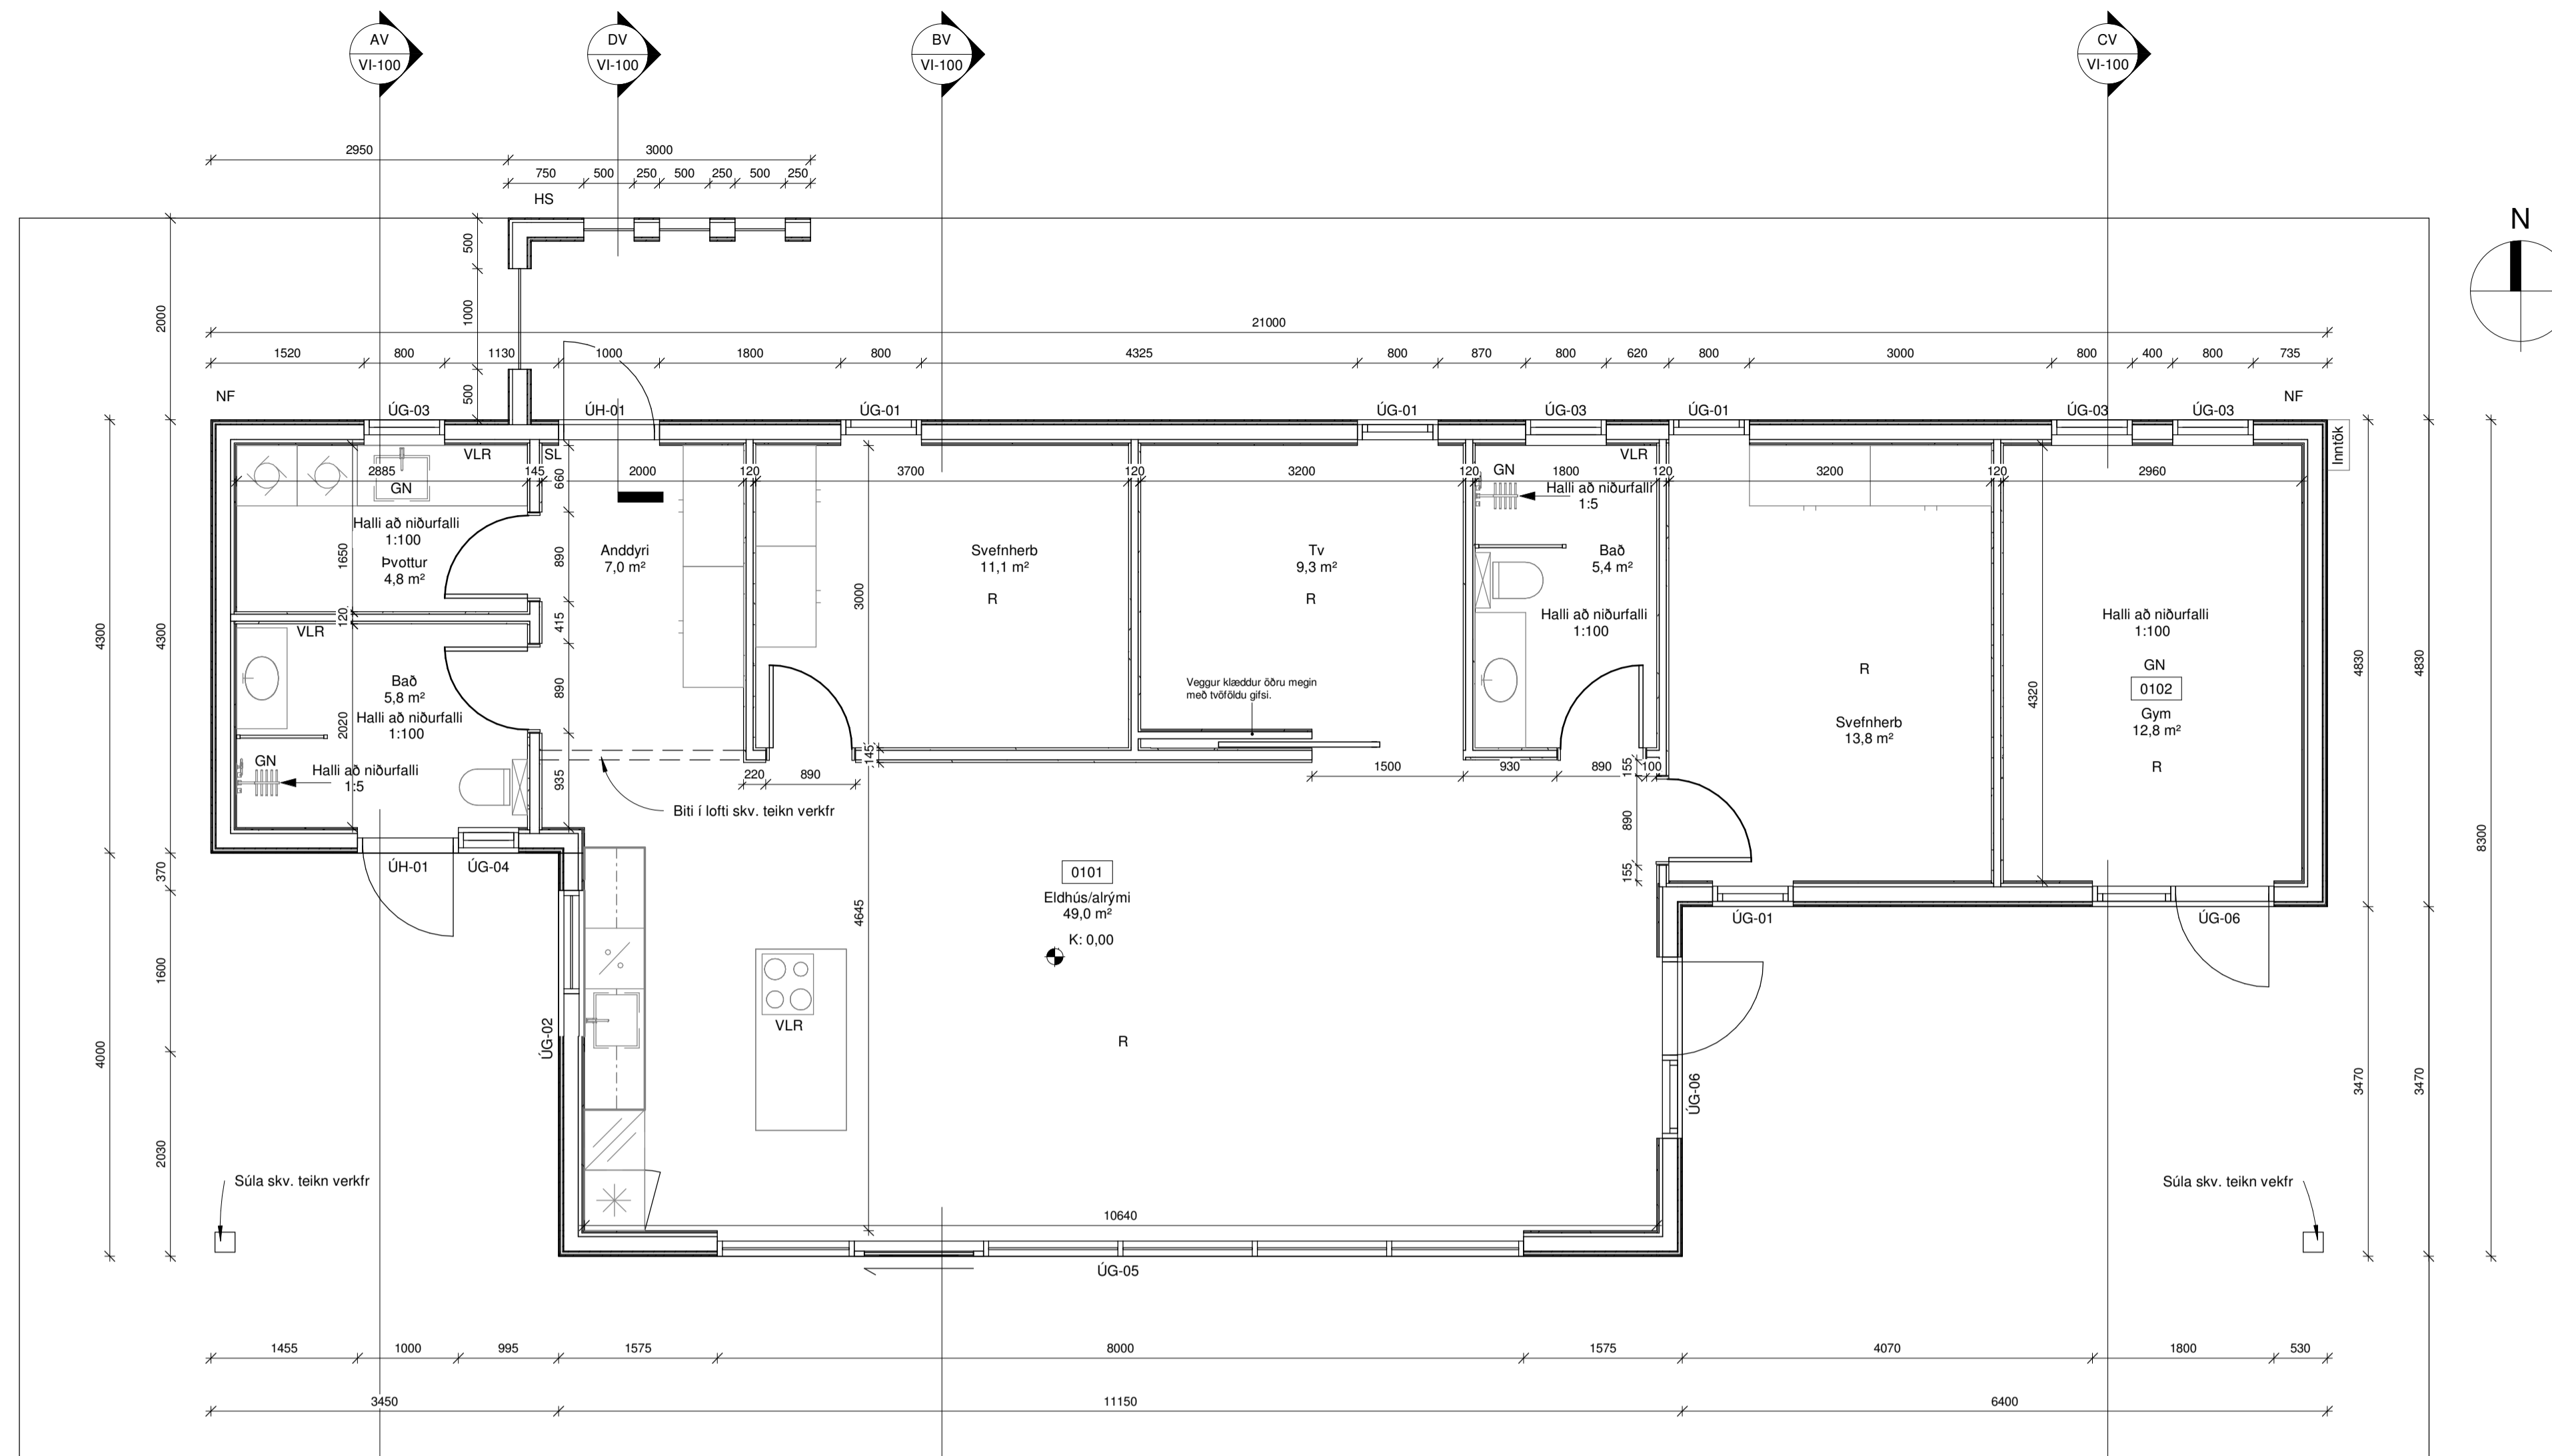 AV
VI-100
DV
VI-100
BV
VI-100
CV
VI-100
2950
3000
750
500
250
500
250
500
250
HS
N
500
1000
500
2000
21000
1520
800
1130
1000
1800
800
4325
800
870
800
620
800
3000
800
400
800
735
NF
NF
ÚG-03
ÚH-01
ÚG-01
ÚG-01
ÚG-03
ÚG-01
ÚG-03
ÚG-03
Inntök
VLR
SL
VLR
2885
145
2000
120
3700
120
3200
120
GN
1800
120
3200
120
2960
GN
660
Halli að niðurfalli
1:5
Halli að niðurfalli
1:100
Þvottur
4,8 m²
1650
890
Anddyri
7,0 m²
Svefnherb
11,1 m²
R
3000
Tv
9,3 m²
R
Bað
5,4 m²
Halli að niðurfalli
1:100
Halli að niðurfalli
1:100
GN
0102
Gym
12,8 m²
R
4300
4300
120
415
VLR
890
Bað
5,8 m²
Halli að niðurfalli
1:100
2020
GN
Halli að niðurfalli
1:5
935
Veggur klæddur öðru megin
með tvöföldu gifsi.
R
Svefnherb
13,8 m²
4320
4830
4830
145
220
890
1500
930
890
100
155
890
155
Biti í lofti skv. teikn verkfr
ÚH-01
ÚG-04
370
0101
Eldhús/alrými
49,0 m²
K: 0,00
4645
8300
ÚG-01
ÚG-06
1600
4000
ÚG-02
VLR
R
ÚG-06
3470
3470
2030
Súla skv. teikn verkfr
Súla skv. teikn vekfr
10640
ÚG-05
1455
1000
995
1575
8000
1575
4070
1800
530
3450
11150
6400